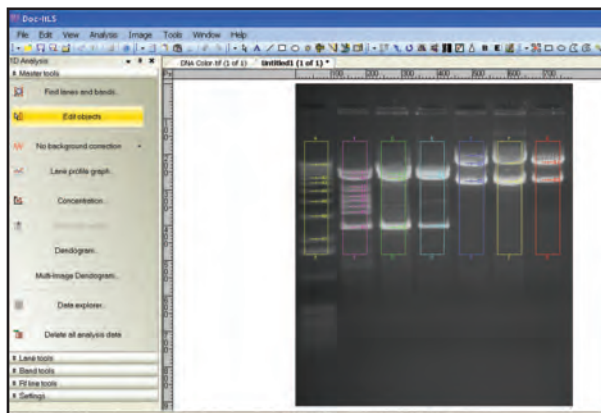 Doc-ItLS
File Edit View Analysis Image Tools Window Help
1D Analysis
DNA Color.tif (1 of 1) Untitled1 (1 of 1) *
Master tools
Px
100 200 300 400 500 600 700
Find lanes and bands..
Edit objects
No background correction
Lane profile graph..
Concentration..
Dendogram..
Multi-image Dendogram..
Data explorer..
Delete all analysis data
Lane tools
Band tools
Rf line tools
Settings